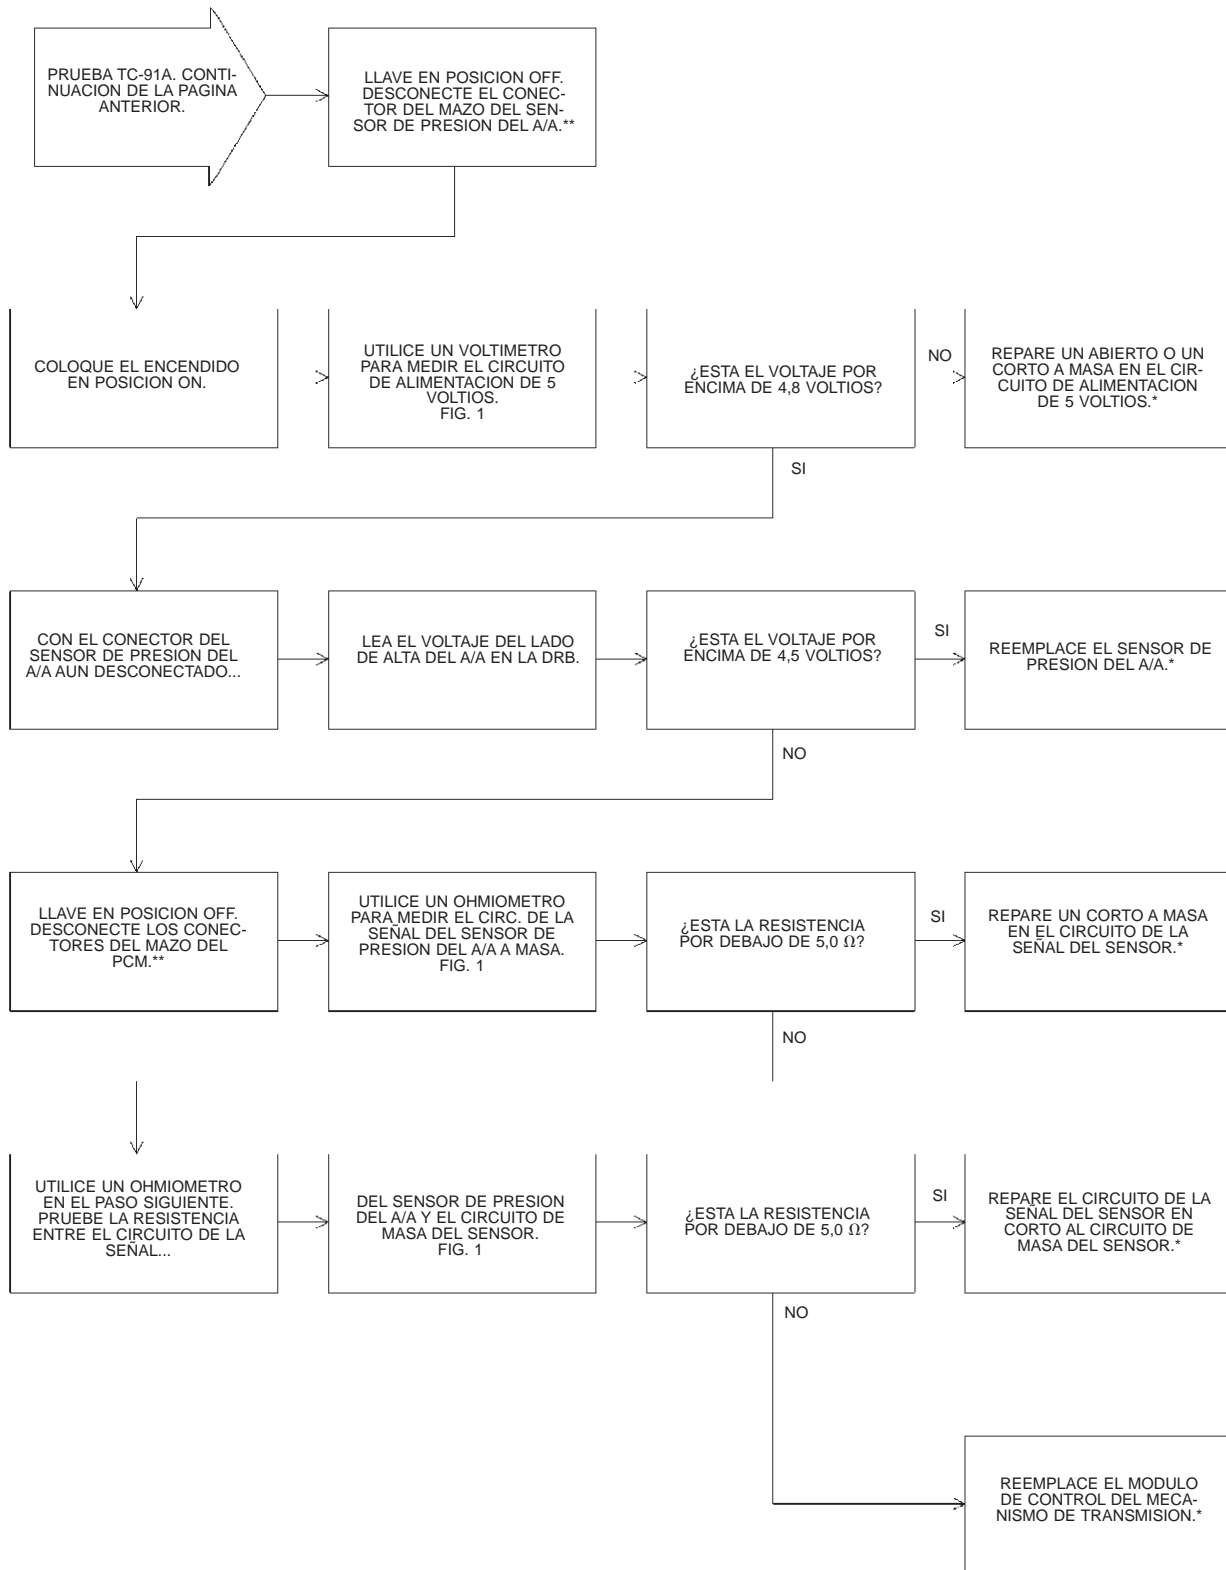 PRUEBA TC-91A. CONTI-
NUACION DE LA PAGINA
ANTERIOR.
LLAVE EN POSICION OFF.
DESCONECTE EL CONEC-
TOR DEL MAZO DEL SEN-
SOR DE PRESION DEL A/A.**
COLOQUE EL ENCENDIDO
EN POSICION ON.
UTILICE UN VOLTIMETRO
PARA MEDIR EL CIRCUITO
DE ALIMENTACION DE 5
VOLTIOS.
FIG. 1
¿ESTA EL VOLTAJE POR
ENCIMA DE 4,8 VOLTIOS?
NO
REPARE UN ABIERTO O UN
CORTO A MASA EN EL CIR-
CUITO DE ALIMENTACION
DE 5 VOLTIOS.*
SI
CON EL CONECTOR DEL
SENSOR DE PRESION DEL
A/A AUN DESCONECTADO...
LEA EL VOLTAJE DEL LADO
DE ALTA DEL A/A EN LA DRB.
¿ESTA EL VOLTAJE POR
ENCIMA DE 4,5 VOLTIOS?
SI
REEMPLACE EL SENSOR DE
PRESION DEL A/A.*
NO
LLAVE EN POSICION OFF.
DESCONECTE LOS CONEC-
TORES DEL MAZO DEL
PCM.**
UTILICE UN OHMIOMETRO
PARA MEDIR EL CIRC. DE LA
SEÑAL DEL SENSOR DE
PRESION DEL A/A A MASA.
FIG. 1
¿ESTA LA RESISTENCIA
POR DEBAJO DE 5,0 Ω?
SI
REPARE UN CORTO A MASA
EN EL CIRCUITO DE LA
SEÑAL DEL SENSOR.*
NO
UTILICE UN OHMIOMETRO
EN EL PASO SIGUIENTE.
PRUEBE LA RESISTENCIA
ENTRE EL CIRCUITO DE LA
SEÑAL...
DEL SENSOR DE PRESION
DEL A/A Y EL CIRCUITO DE
MASA DEL SENSOR.
FIG. 1
¿ESTA LA RESISTENCIA
POR DEBAJO DE 5,0 Ω?
SI
REPARE EL CIRCUITO DE LA
SEÑAL DEL SENSOR EN
CORTO AL CIRCUITO DE
MASA DEL SENSOR.*
NO
REEMPLACE EL MODULO
DE CONTROL DEL MECA-
NISMO DE TRANSMISION.*